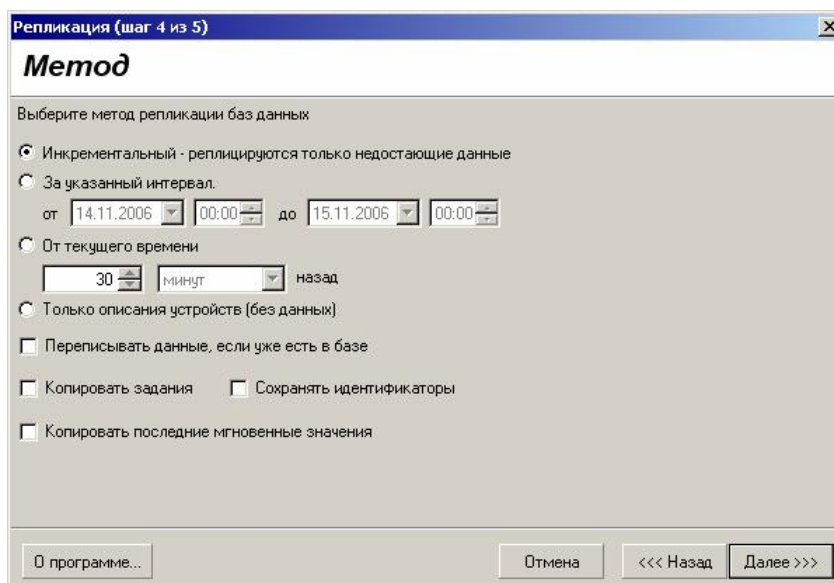 Репликация (шаг 4 из 5)
Метод
Выберите метод репликации баз данных
Инкрементальный - реплицируются только недостающие данные
За указанный интервал.
от 14.11.2006 00:00 до 15.11.2006 00:00
От текущего времени
30 минут назад
Только описания устройств (без данных)
Переписывать данные, если уже есть в базе
Копировать задания Сохранять идентификаторы
Копировать последние мгновенные значения
О программе... Отмена <<< Назад Далее >>>